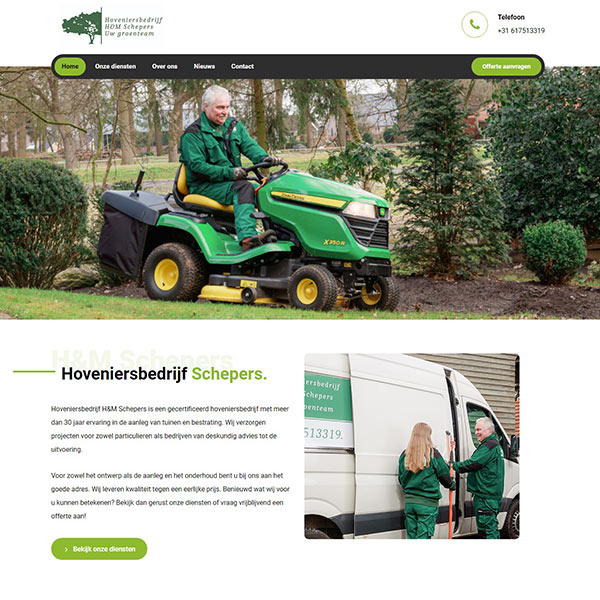 Hoveniersbedrijf
H&M Schepers
Uw groenteam
Telefoon
+31 617513319
Home
Onze diensten
Over ons
Nieuws
Contact
Offerte aanvragen
JOHN DEERE
X350R
H&M Schepers
Hoveniersbedrijf Schepers.
Hoveniersbedrijf H&M Schepers is een gecertificeerd hoveniersbedrijf met meer
dan 30 jaar ervaring in de aanleg van tuinen en bestrating. Wij verzorgen
projecten voor zowel particulieren als bedrijven van deskundig advies tot de
uitvoering.
Voor zowel het ontwerp als de aanleg en het onderhoud bent u bij ons aan het
goede adres. Wij leveren kwaliteit tegen een eerlijke prijs. Benieuwd wat wij voor
u kunnen betekenen? Bekijk dan gerust onze diensten of vraag vrijblijvend een
offerte aan!
Bekijk onze diensten
iersbedrijf
Schepers
oenteam
513319.